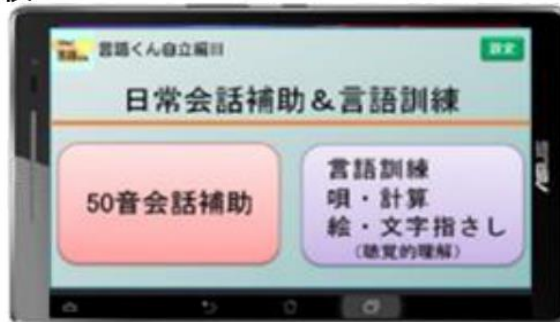 言語くん自立編II
設定
日常会話補助&言語訓練
50音会話補助
言語訓練
唄・計算
絵・文字指さし
(聴覚的理解)
ASUS